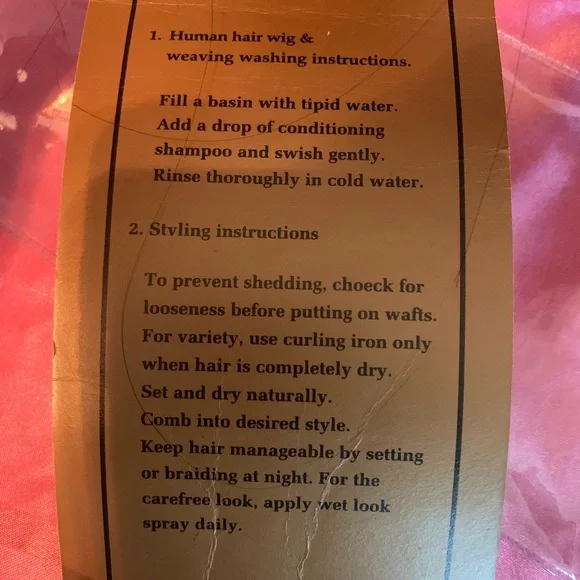 1. Human hair wig &
weaving washing instructions.
Fill a basin with tipid water.
Add a drop of conditioning
shampoo and swish gently.
Rinse thoroughly in cold water.
2. Stvling instructions
To prevent shedding, choeck for
looseness before putting on wafts.
For variety, use curling iron only
when hair is completely dry.
Set and dry naturally.
Comb into desired style.
Keep hair manageable by setting
or braiding at night. For the
carefree look, apply wet look
spray daily.